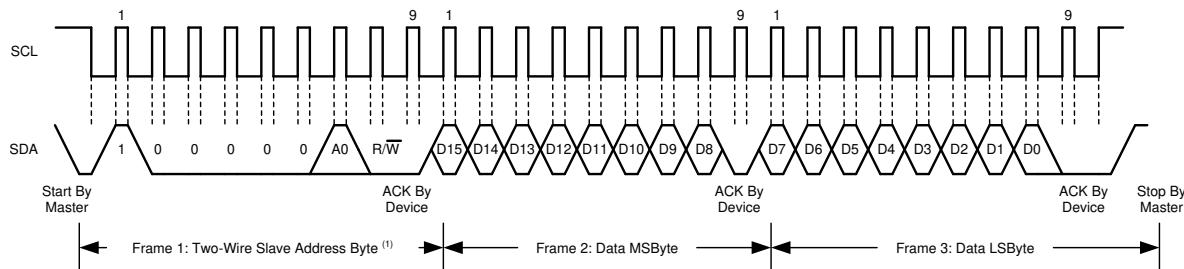 1 9 1 9 1 9
SCL
SDA 1 0 0 0 0 0 A0 R/W D15 D14 D13 D12 D11 D10 D9 D8 D7 D6 D5 D4 D3 D2 D1 D0
Start By ACK By ACK By ACK By Stop By
Master Device Device Device Master
Frame 1: Two-Wire Slave Address Byte (1) Frame 2: Data MSByte Frame 3: Data LSByte